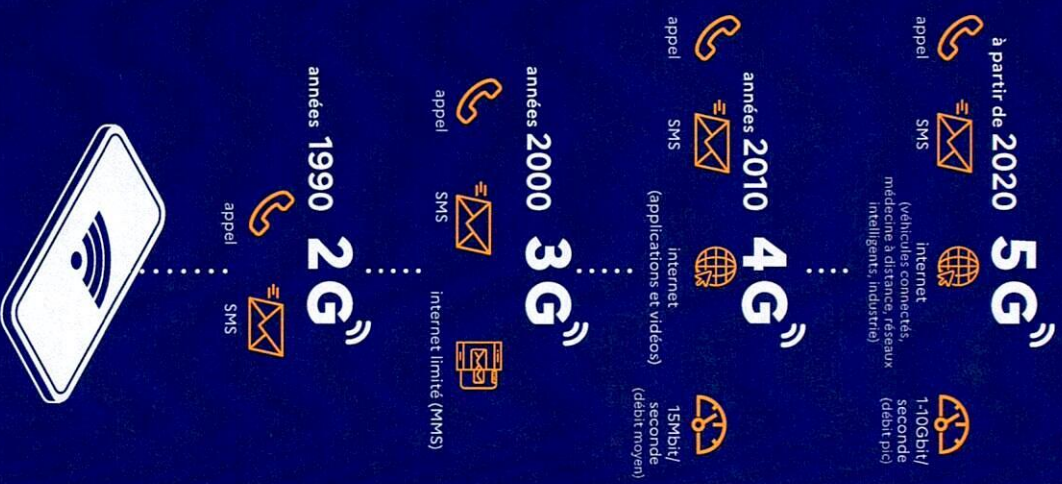 à partir de 2020 5G
appel
SMS
internet
(véhicules connectés,
médecine à distance, réseaux
intelligents, industrie)
1-10Gbit/
seconde
(débit pic)
années 2010 4G
appel
SMS
internet
(applications et vidéos)
15Mbit/
seconde
(débit moyen)
années 2000 3G
appel
SMS
internet limité (MMS)
années 1990 2G
appel
SMS